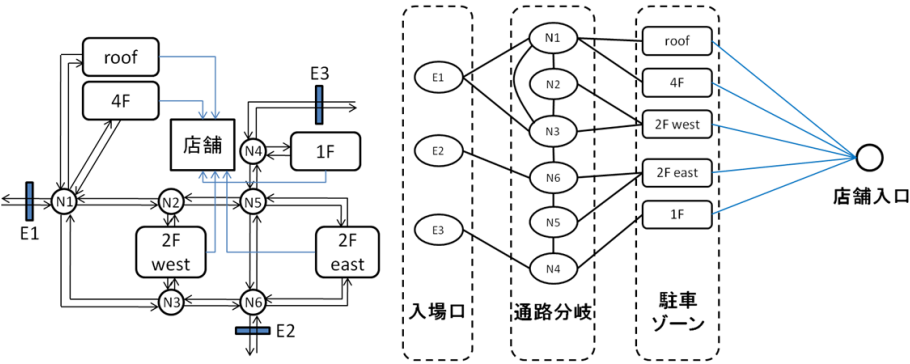 roof
4F
E3
店舗
1F
N4
N1
N2
N5
E1
2F
west
2F
east
N3
N6
E2
E1
E2
E3
入場口
N1
N2
N3
N6
N5
N4
通路分岐
roof
4F
2F west
2F east
1F
駐車
ゾーン
店舗入口